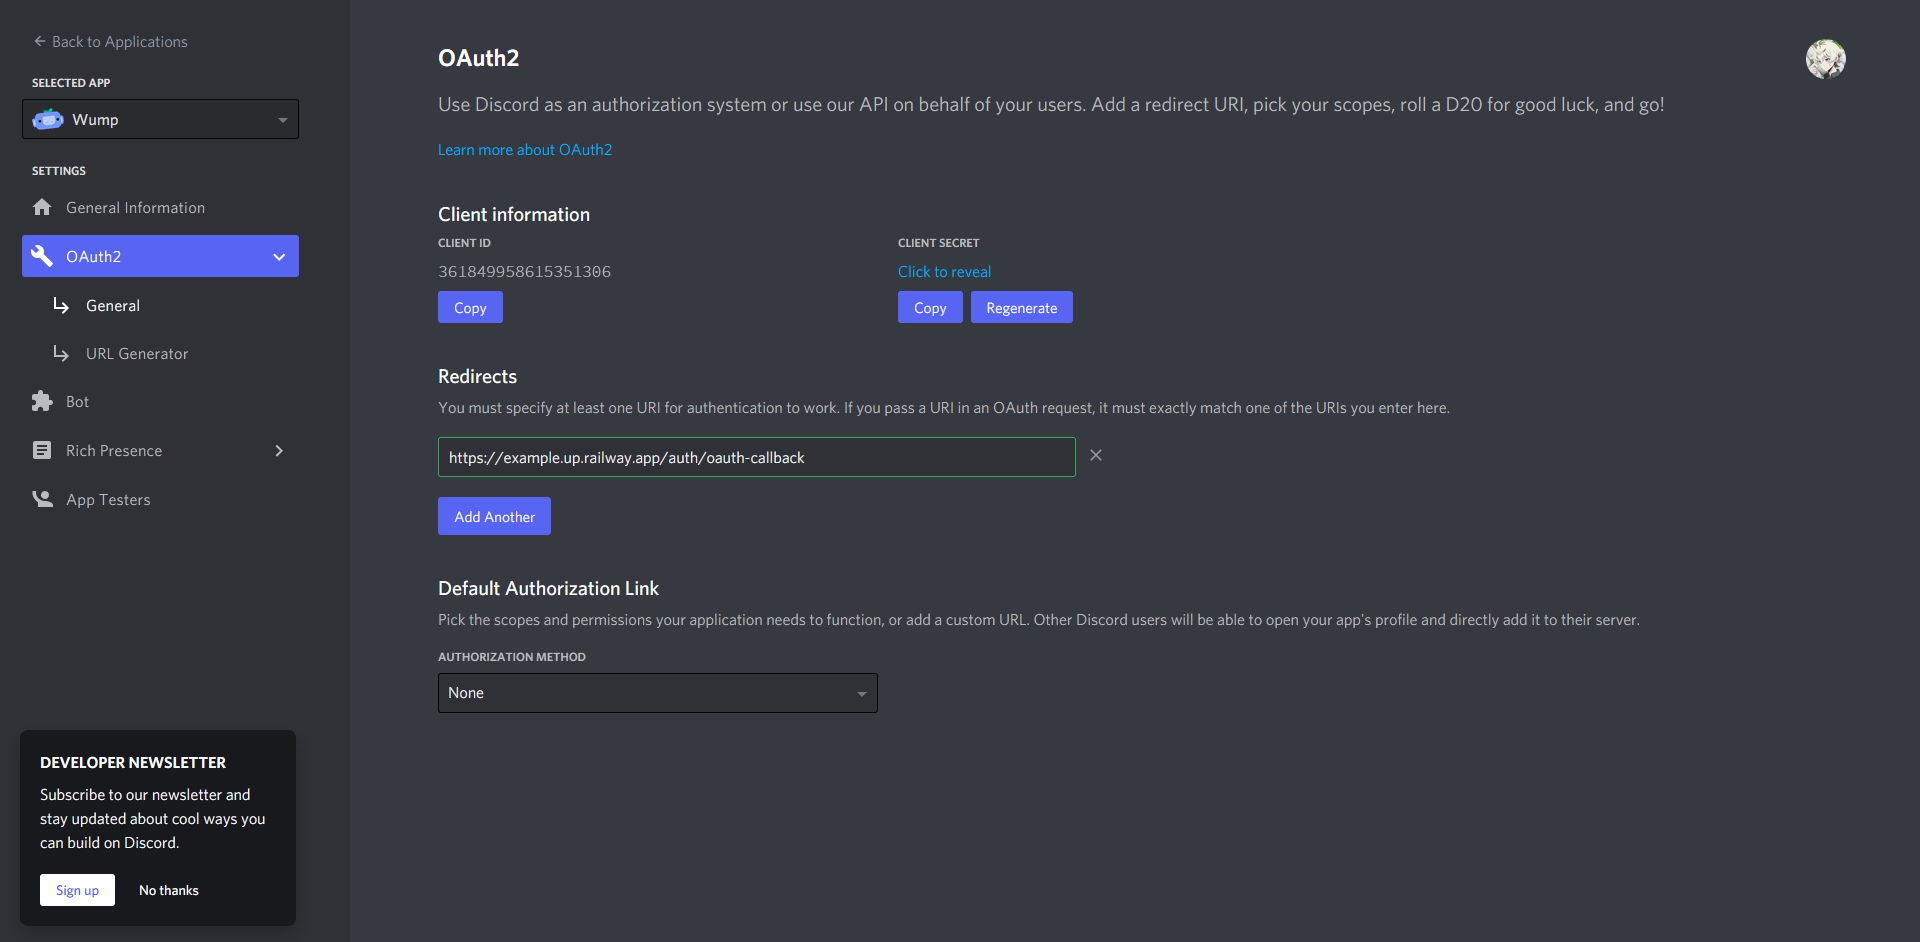 Back to Applications
SELECTED APP
Wump
SETTINGS
General Information
OAuth2
General
URL Generator
Bot
Rich Presence
App Testers
DEVELOPER NEWSLETTER
Subscribe to our newsletter and
stay updated about cool ways you
can build on Discord.
Sign up No thanks
OAuth2
Use Discord as an authorization system or use our API on behalf of your users. Add a redirect URI, pick your scopes, roll a D20 for good luck, and go!
Learn more about OAuth2
Client information
CLIENT ID
361849958615351306
Copy
CLIENT SECRET
Click to reveal
Copy Regenerate
Redirects
You must specify at least one URI for authentication to work. If you pass a URI in an OAuth request, it must exactly match one of the URIs you enter here.
https://example.up.railway.app/auth/oauth-callback
Add Another
Default Authorization Link
Pick the scopes and permissions your application needs to function, or add a custom URL. Other Discord users will be able to open your app's profile and directly add it to their server.
AUTHORIZATION METHOD
None